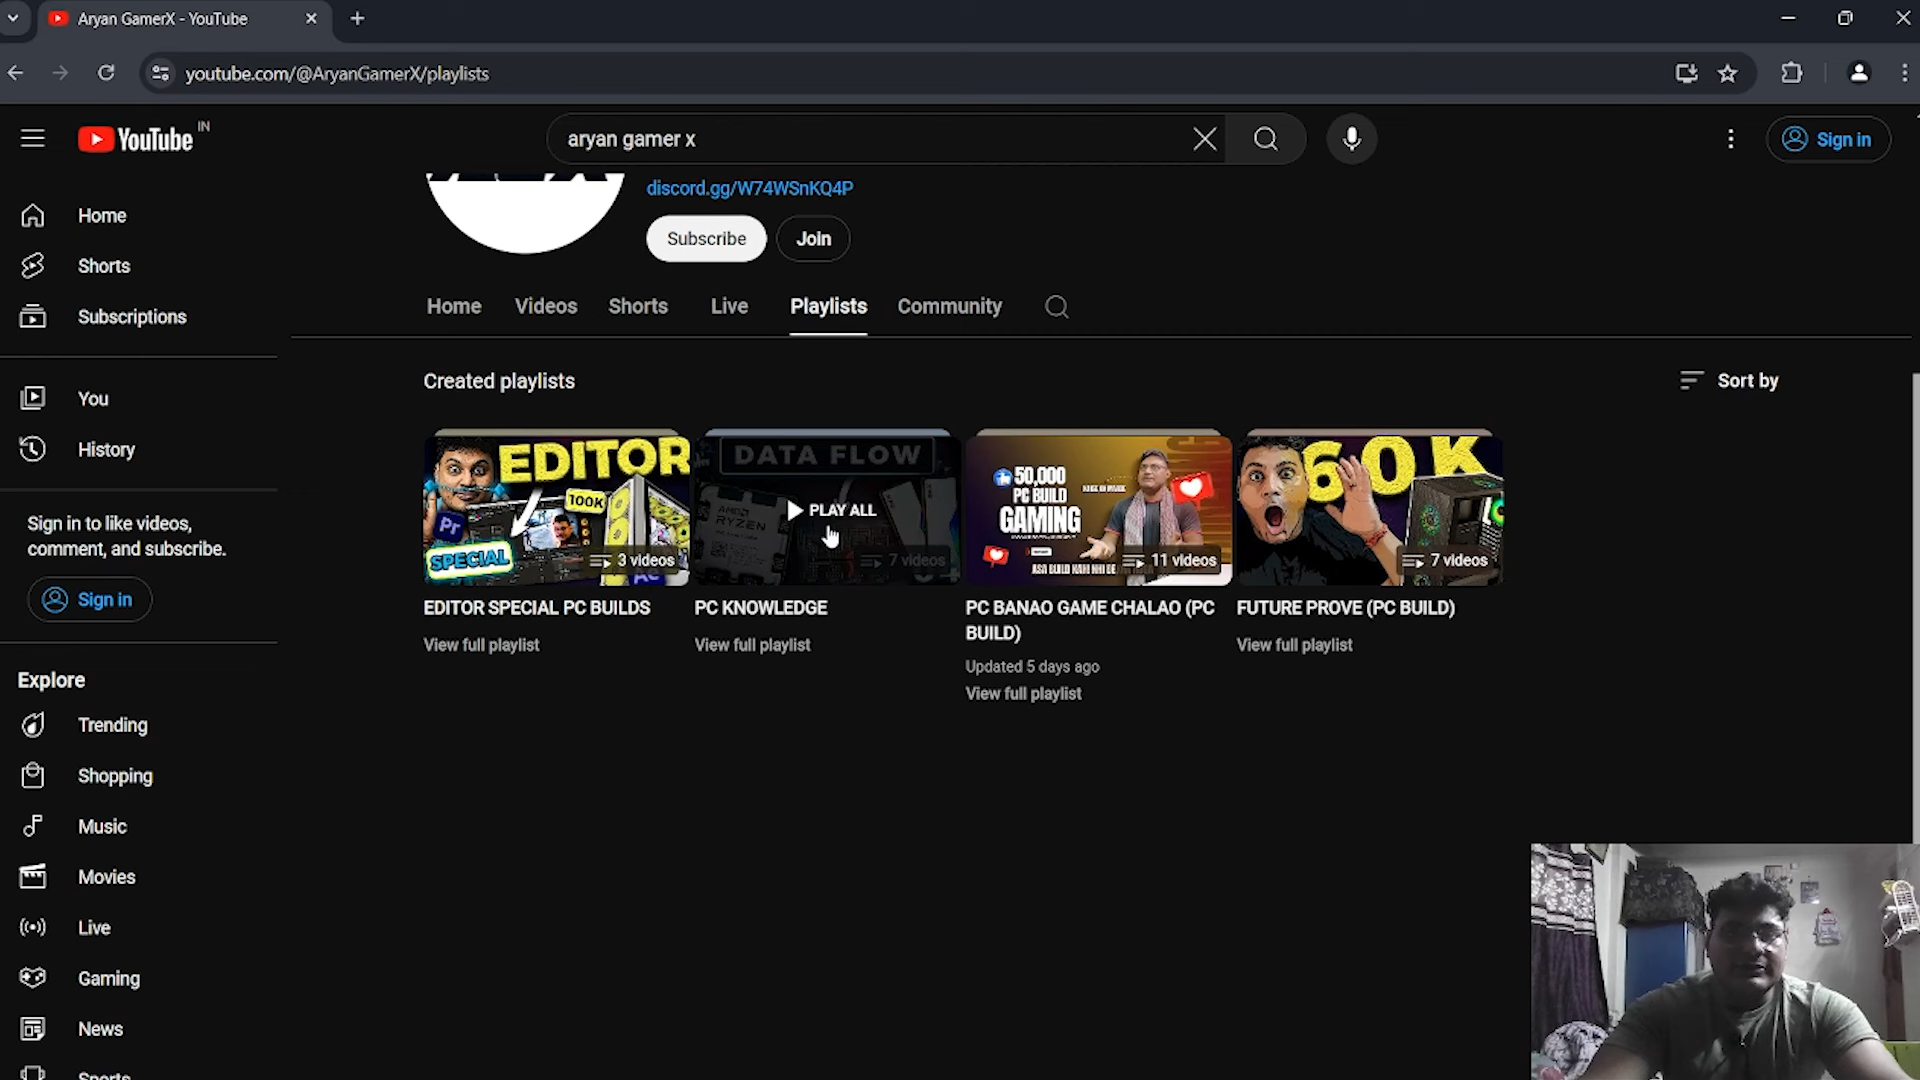 Aryan GamerX - YouTube
youtube.com/@AryanGamerX/playlists
YouTube IN
aryan gamer x
Sign in
Home
Shorts
Subscriptions
You
History
Sign in to like videos,
comment, and subscribe.
Sign in
Explore
Trending
Shopping
Music
Movies
Live
Gaming
News
Sports
discord.gg/W74WSnKQ4P
Subscribe
Join
Home
Videos
Shorts
Live
Playlists
Community
Created playlists
Sort by
EDITOR
100K
Pr
SPECIAL
3 videos
EDITOR SPECIAL PC BUILDS
View full playlist
DATA FLOW
AMD
RYZEN
PLAY ALL
7 videos
PC KNOWLEDGE
View full playlist
50,000
PC BUILD
GAMING
11 videos
PC BANAO GAME CHALAO (PC
BUILD)
Updated 5 days ago
View full playlist
60K
7 videos
FUTURE PROVE (PC BUILD)
View full playlist